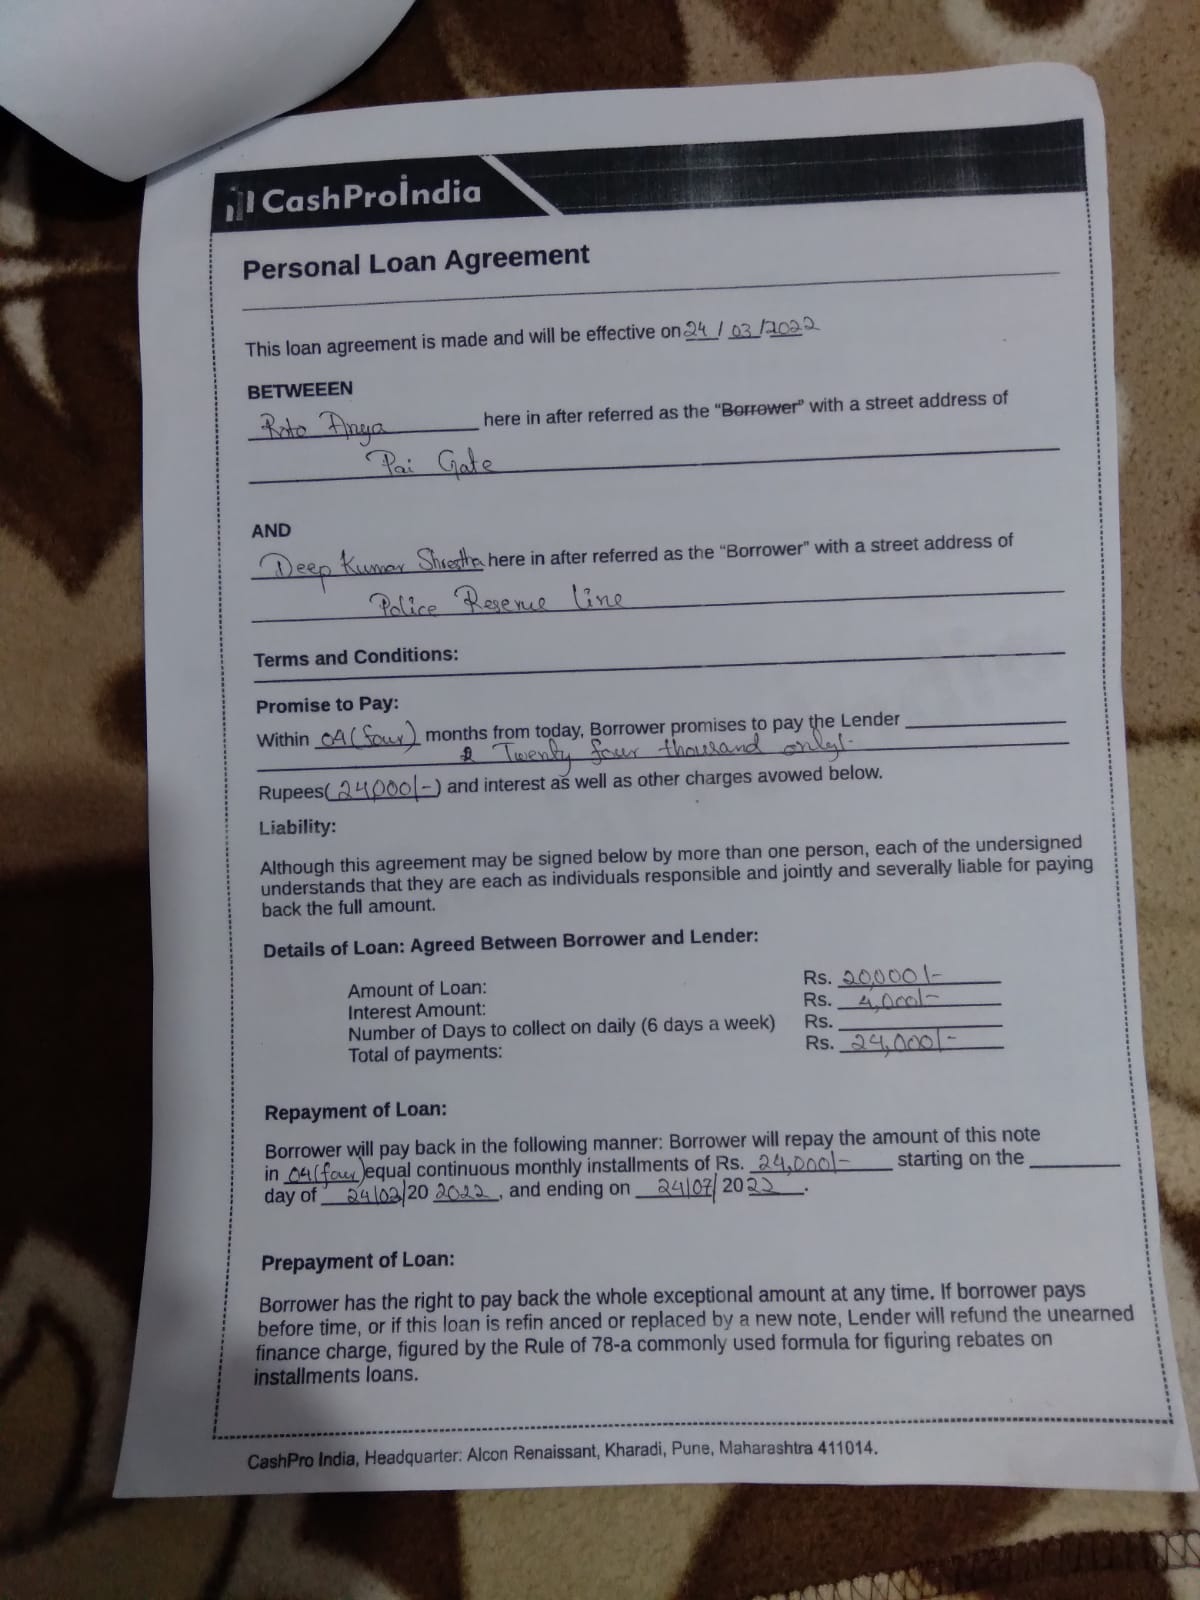 CashProIndia
Personal Loan Agreement
This loan agreement is made and will be effective on 24 / 03 /2022
BETWEEEN
Anya here in after referred as the “Borrower” with a street address of
Pai Gate
AND
Deep Kumar Shrestha here in after referred as the “Borrower” with a street address of
Police Reserve line
Terms and Conditions:
Promise to Pay:
Within 04(four) months from today, Borrower promises to pay the Lender
Twenty four thousand only/-
Rupees(24,000/-) and interest as well as other charges avowed below.
Liability:
Although this agreement may be signed below by more than one person, each of the undersigned
understands that they are each as individuals responsible and jointly and severally liable for paying
back the full amount.
Details of Loan: Agreed Between Borrower and Lender:
Amount of Loan: Rs. 20,000/-
Interest Amount: Rs. 4,000/-
Number of Days to collect on daily (6 days a week) Rs.
Total of payments: Rs. 24,000/-
Repayment of Loan:
Borrower will pay back in the following manner: Borrower will repay the amount of this note
in 04(four) equal continuous monthly installments of Rs. 24,000/- starting on the
day of 24/03/20 2022, and ending on 24/07/ 2022.
Prepayment of Loan:
Borrower has the right to pay back the whole exceptional amount at any time. If borrower pays
before time, or if this loan is refin anced or replaced by a new note, Lender will refund the unearned
finance charge, figured by the Rule of 78-a commonly used formula for figuring rebates on
installments loans.
CashPro India, Headquarter: Alcon Renaissant, Kharadi, Pune, Maharashtra 411014.